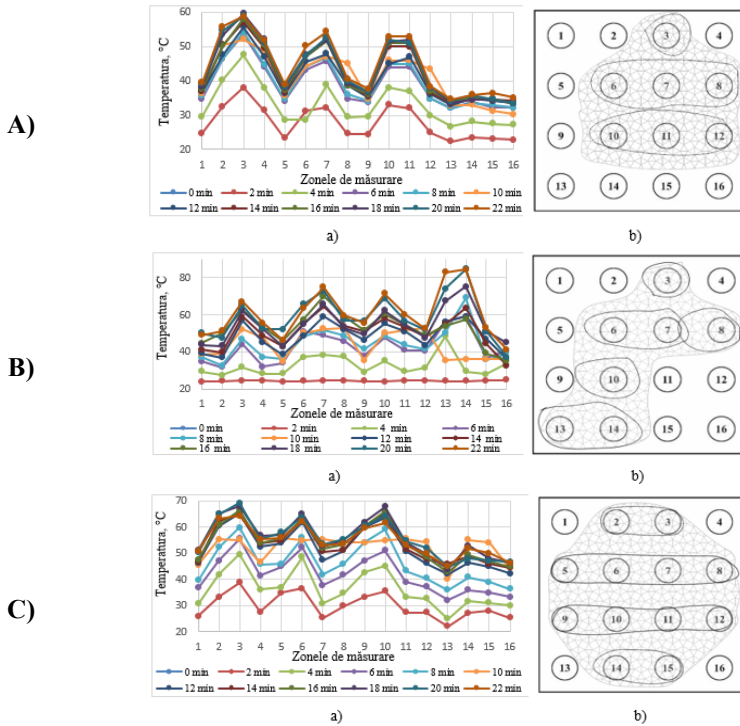 A)
Temperatura, °C
60
50
40
30
20
1 2 3 4 5 6 7 8 9 10 11 12 13 14 15 16
Zonele de măsurare
0 min 2 min 4 min 6 min 8 min 10 min
12 min 14 min 16 min 18 min 20 min 22 min
a)
1 2 3 4
5 6 7 8
9 10 11 12
13 14 15 16
b)
B)
Temperatura, °C
80
60
40
20
1 2 3 4 5 6 7 8 9 10 11 12 13 14 15 16
Zonele de măsurare
0 min 2 min 4 min 6 min
8 min 10 min 12 min 14 min
16 min 18 min 20 min 22 min
a)
1 2 3 4
5 6 7 8
9 10 11 12
13 14 15 16
b)
C)
Temperatura, °C
70
60
50
40
30
20
1 2 3 4 5 6 7 8 9 10 11 12 13 14 15 16
Zonele de măsurare
0 min 2 min 4 min 6 min 8 min 10 min
12 min 14 min 16 min 18 min 20 min 22 min
a)
1 2 3 4
5 6 7 8
9 10 11 12
13 14 15 16
b)